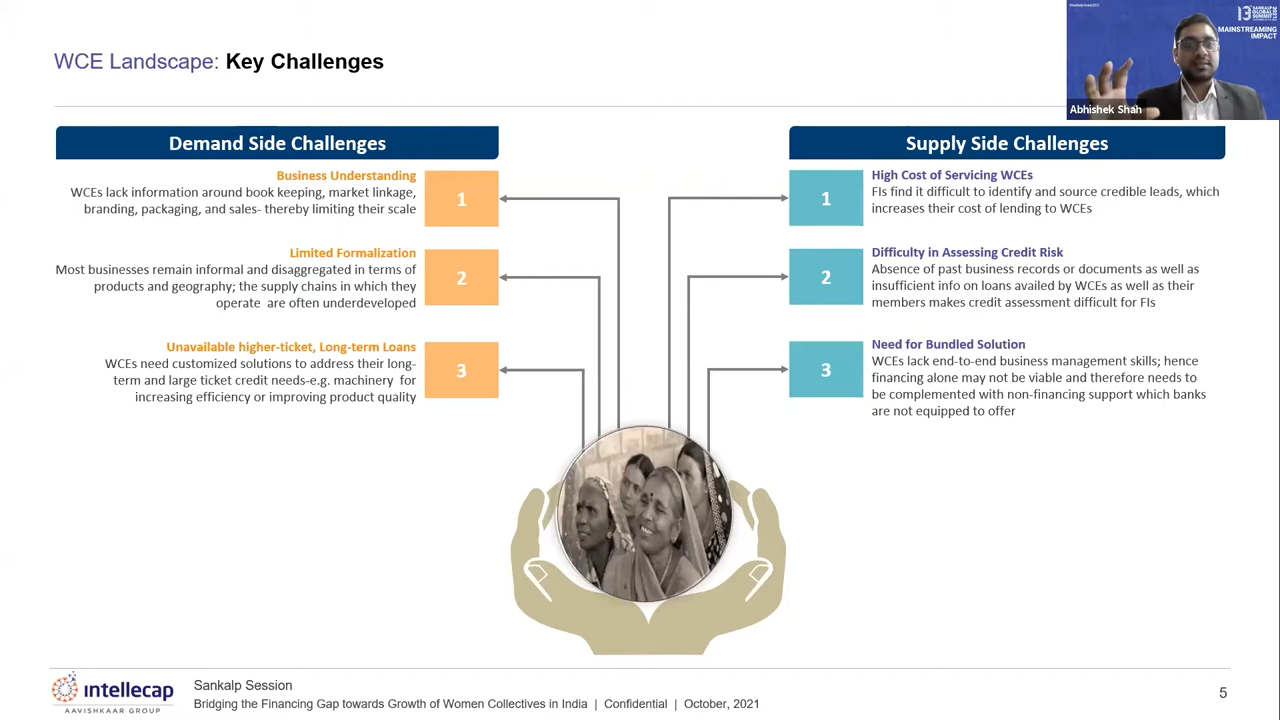 WCE Landscape: Key Challenges
13 SANKALP
GLOBAL
SUMMIT
MAINSTREAMING
IMPACT
Abhishek Shah
Demand Side Challenges
Business Understanding
WCEs lack information around book keeping, market linkage,
branding, packaging, and sales- thereby limiting their scale
1
Limited Formalization
Most businesses remain informal and disaggregated in terms of
products and geography; the supply chains in which they
operate are often underdeveloped
2
Unavailable higher-ticket, Long-term Loans
WCEs need customized solutions to address their long-
term and large ticket credit needs-e.g. machinery for
increasing efficiency or improving product quality
3
Supply Side Challenges
1
High Cost of Servicing WCEs
FIs find it difficult to identify and source credible leads, which
increases their cost of lending to WCEs
2
Difficulty in Assessing Credit Risk
Absence of past business records or documents as well as
insufficient info on loans availed by WCEs as well as their
members makes credit assessment difficult for FIs
3
Need for Bundled Solution
WCEs lack end-to-end business management skills; hence
financing alone may not be viable and therefore needs to
be complemented with non-financing support which banks
are not equipped to offer
intellecap
AAVISHKAAR GROUP
Sankalp Session
Bridging the Financing Gap towards Growth of Women Collectives in India | Confidential | October, 2021
5